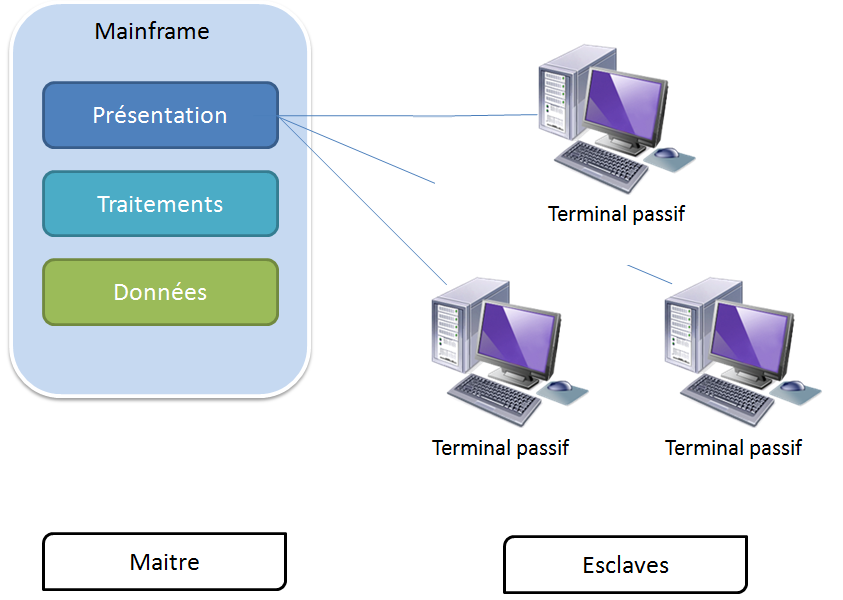 Mainframe
Présentation
Traitements
Données
Terminal passif
Terminal passif
Terminal passif
Maitre
Esclaves